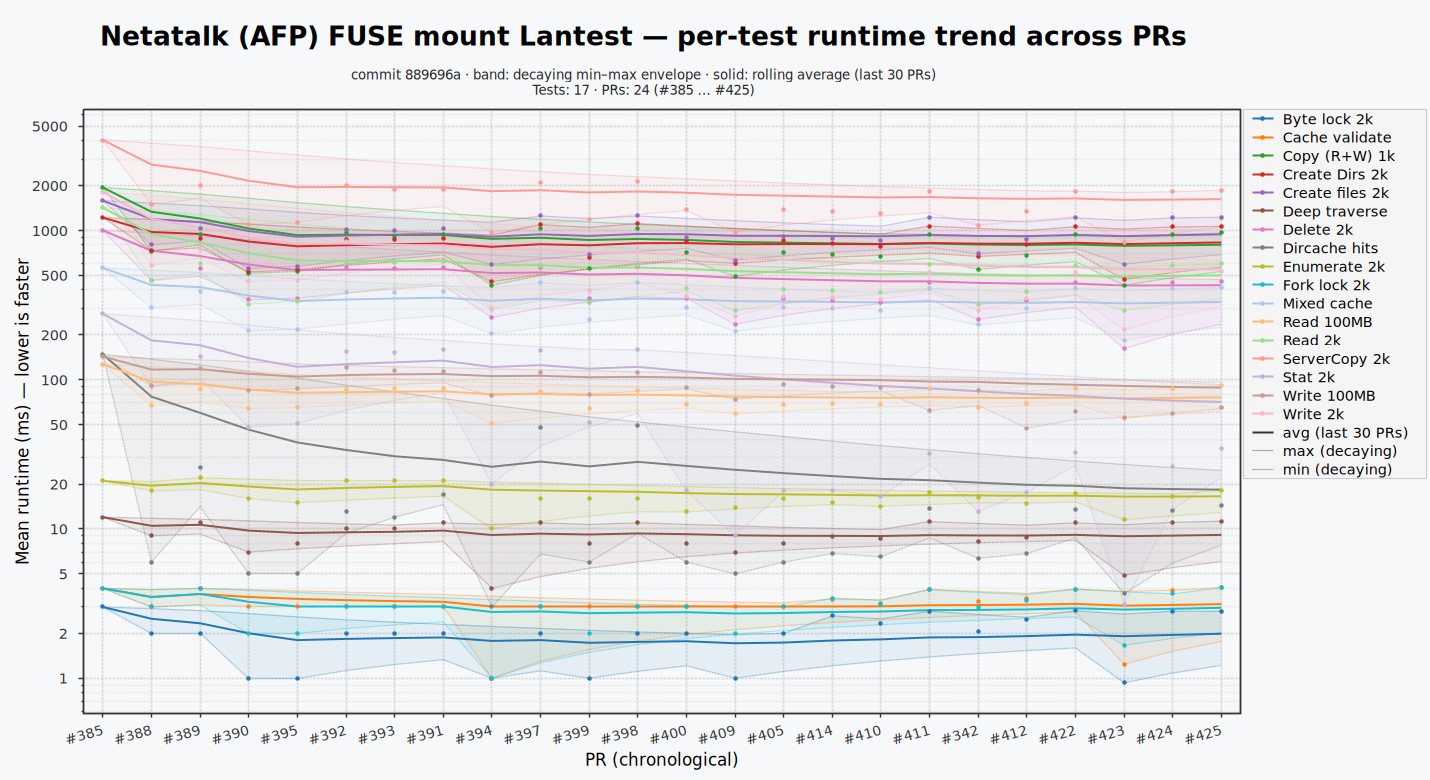 Netatalk (AFP) FUSE mount Lantest — per-test runtime trend across PRs
commit 889696a · band: decaying min–max envelope · solid: rolling average (last 30 PRs)
Tests: 17 · PRs: 24 (#385 … #425)
Mean runtime (ms) — lower is faster
5000
2000
1000
500
200
100
50
20
10
5
2
1
#385
#388
#389
#390
#395
#392
#393
#391
#394
#397
#399
#398
#400
#409
#405
#414
#410
#411
#342
#412
#422
#423
#424
#425
PR (chronological)
Byte lock 2k
Cache validate
Copy (R+W) 1k
Create Dirs 2k
Create files 2k
Deep traverse
Delete 2k
Dircache hits
Enumerate 2k
Fork lock 2k
Mixed cache
Read 100MB
Read 2k
ServerCopy 2k
Stat 2k
Write 100MB
Write 2k
avg (last 30 PRs)
max (decaying)
min (decaying)